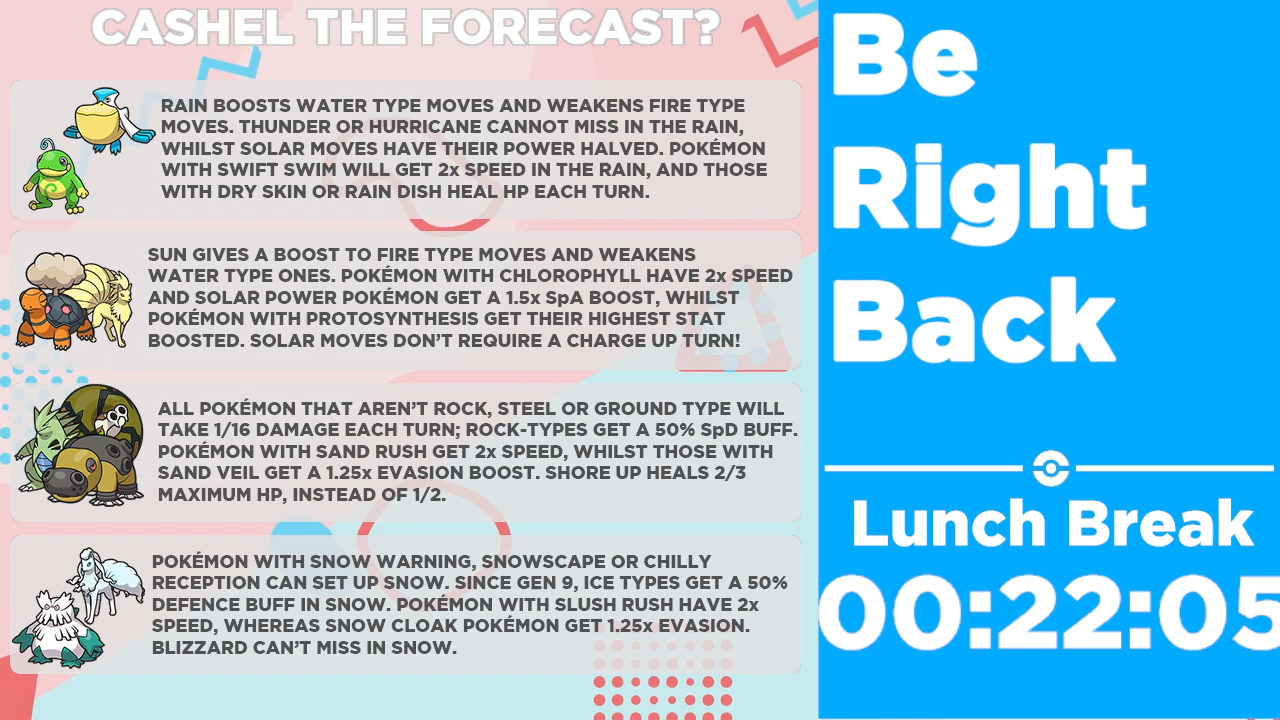 CASHEL THE FORECAST?
RAIN BOOSTS WATER TYPE MOVES AND WEAKENS FIRE TYPE
MOVES. THUNDER OR HURRICANE CANNOT MISS IN THE RAIN,
WHILST SOLAR MOVES HAVE THEIR POWER HALVED. POKÉMON
WITH SWIFT SWIM WILL GET 2x SPEED IN THE RAIN, AND THOSE
WITH DRY SKIN OR RAIN DISH HEAL HP EACH TURN.
SUN GIVES A BOOST TO FIRE TYPE MOVES AND WEAKENS
WATER TYPE ONES. POKÉMON WITH CHLOROPHYLL HAVE 2x SPEED
AND SOLAR POWER POKÉMON GET A 1.5x SpA BOOST, WHILST
POKÉMON WITH PROTOSYNTHESIS GET THEIR HIGHEST STAT
BOOSTED. SOLAR MOVES DON'T REQUIRE A CHARGE UP TURN!
ALL POKÉMON THAT AREN'T ROCK, STEEL OR GROUND TYPE WILL
TAKE 1/16 DAMAGE EACH TURN; ROCK-TYPES GET A 50% SpD BUFF.
POKÉMON WITH SAND RUSH GET 2x SPEED, WHILST THOSE WITH
SAND VEIL GET A 1.25x EVASION BOOST. SHORE UP HEALS 2/3
MAXIMUM HP, INSTEAD OF 1/2.
POKÉMON WITH SNOW WARNING, SNOWSCAPE OR CHILLY
RECEPTION CAN SET UP SNOW. SINCE GEN 9, ICE TYPES GET A 50%
DEFENCE BUFF IN SNOW. POKÉMON WITH SLUSH RUSH HAVE 2x
SPEED, WHEREAS SNOW CLOAK POKÉMON GET 1.25x EVASION.
BLIZZARD CAN'T MISS IN SNOW.
Be
Right
Back
Lunch Break
00:22:05